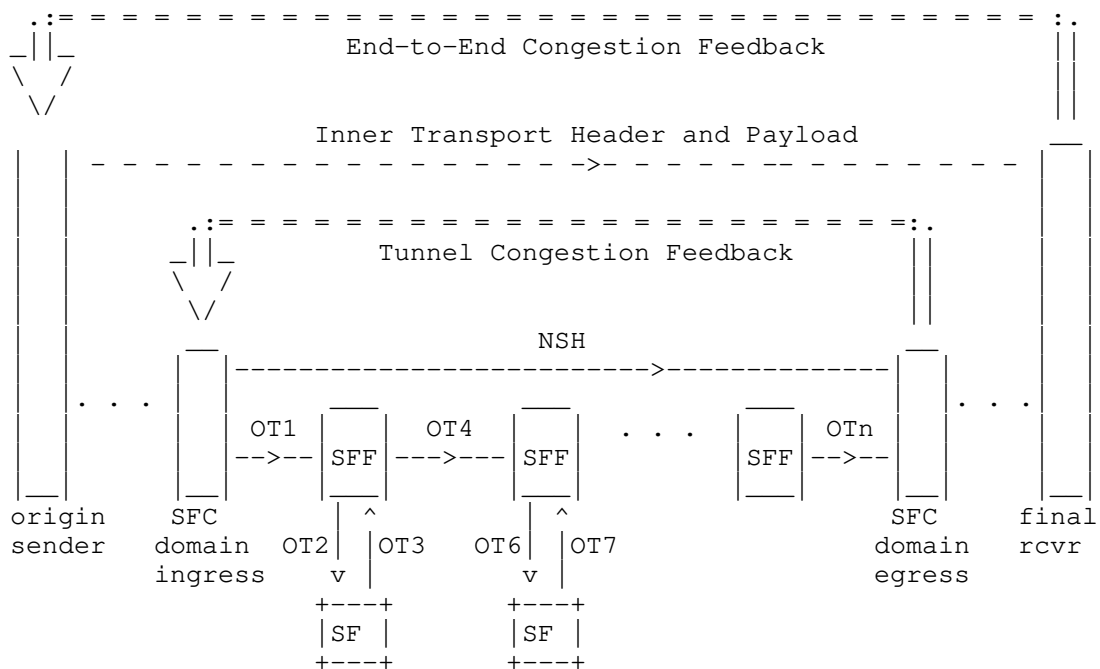 End-to-End Congestion Feedback
Inner Transport Header and Payload
Tunnel Congestion Feedback
NSH
. . . . . .
OT1 OT4 . . . OTn
SFF SFF SFF
origin SFC SFC final
sender domain OT2 OT3 OT6 OT7 domain rcvr
ingress v v egress
SF SF